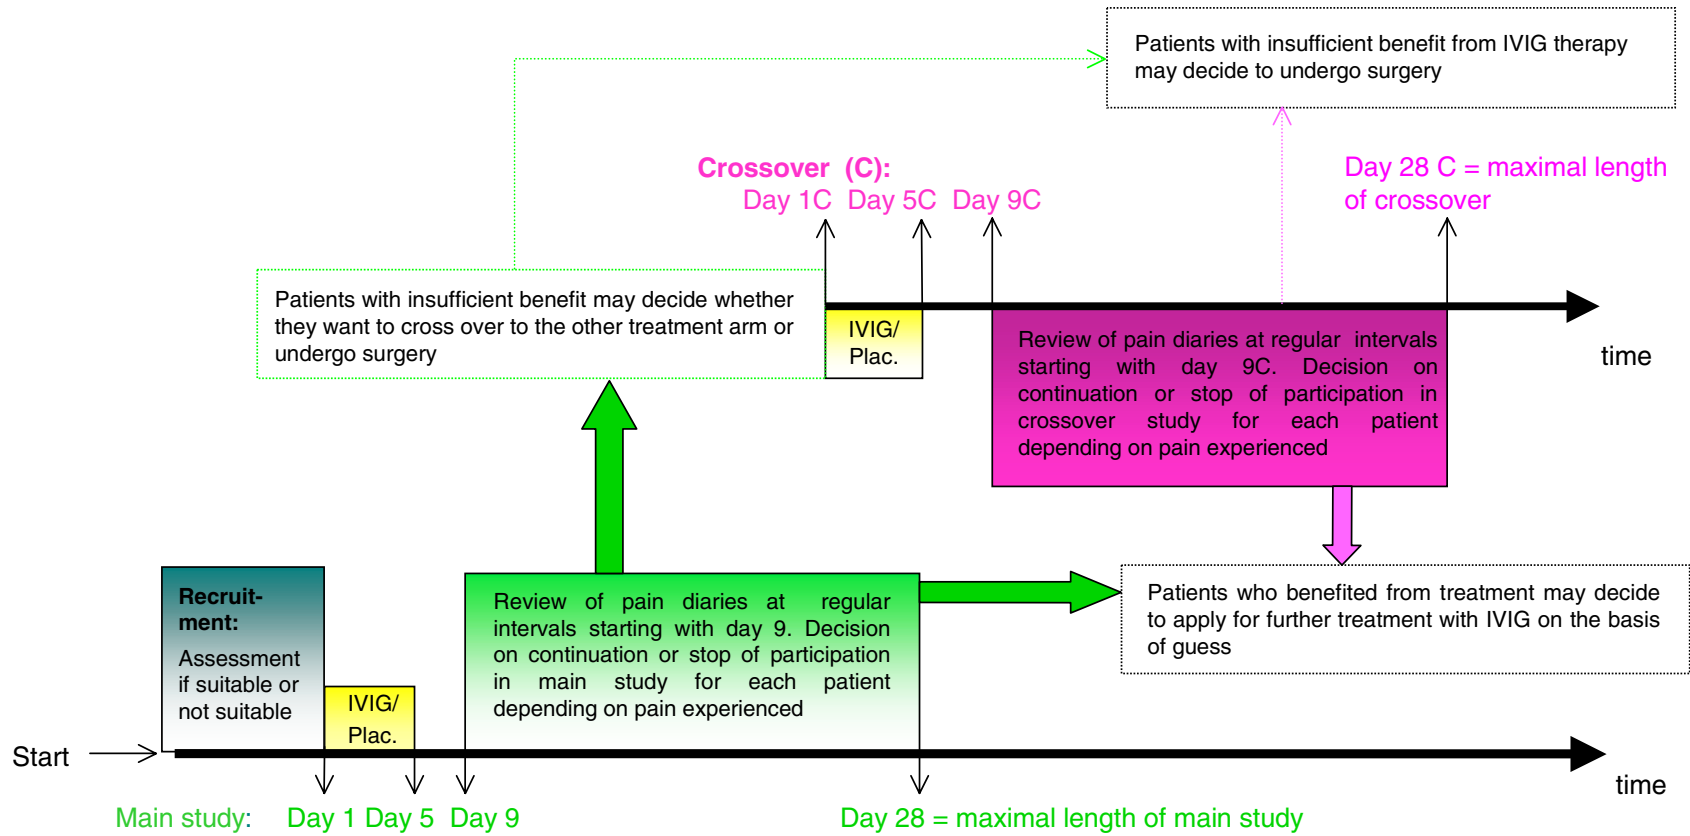 Patients with insufficient benefit from IVIG therapy
may decide to undergo surgery
Crossover (C):
Day 1C Day 5C Day 9C
Day 28 C = maximal length
of crossover
Patients with insufficient benefit may decide whether
they want to cross over to the other treatment arm or
undergo surgery
IVIG/
Plac.
Review of pain diaries at regular intervals
starting with day 9C. Decision on
continuation or stop of participation in
crossover study for each patient
depending on pain experienced
time
Recruit-
ment:
Assessment
if suitable or
not suitable
IVIG/
Plac.
Review of pain diaries at regular
intervals starting with day 9. Decision
on continuation or stop of participation
in main study for each patient
depending on pain experienced
Patients who benefited from treatment may decide
to apply for further treatment with IVIG on the basis
of guess
Start
time
Main study: Day 1 Day 5 Day 9
Day 28 = maximal length of main study